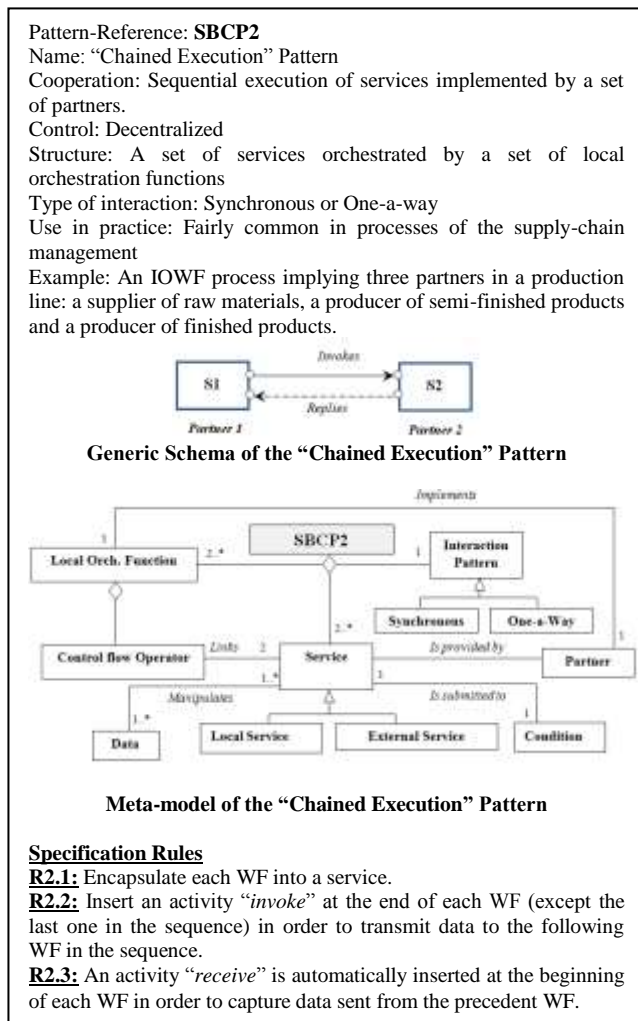 Pattern-Reference: SBCP2
Name: “Chained Execution” Pattern
Cooperation: Sequential execution of services implemented by a set
of partners.
Control: Decentralized
Structure: A set of services orchestrated by a set of local
orchestration functions
Type of interaction: Synchronous or One-a-way
Use in practice: Fairly common in processes of the supply-chain
management
Example: An IOWF process implying three partners in a production
line: a supplier of raw materials, a producer of semi-finished products
and a producer of finished products.
Invokes
S1
S2
Replies
Partner 1
Partner 2
Generic Schema of the “Chained Execution” Pattern
Implements
1
Local Orch. Function
2..*
SBCP2
1
Interaction
Pattern
Synchronous
One-a-Way
2..*
1
Control flow Operator
Links
2
Service
Is provided by
Partner
1..*
Manipulates
1
Is submitted to
1..*
1
Data
Local Service
External Service
Condition
Meta-model of the “Chained Execution” Pattern
Specification Rules
R2.1: Encapsulate each WF into a service.
R2.2: Insert an activity “invoke” at the end of each WF (except the
last one in the sequence) in order to transmit data to the following
WF in the sequence.
R2.3: An activity “receive” is automatically inserted at the beginning
of each WF in order to capture data sent from the precedent WF.